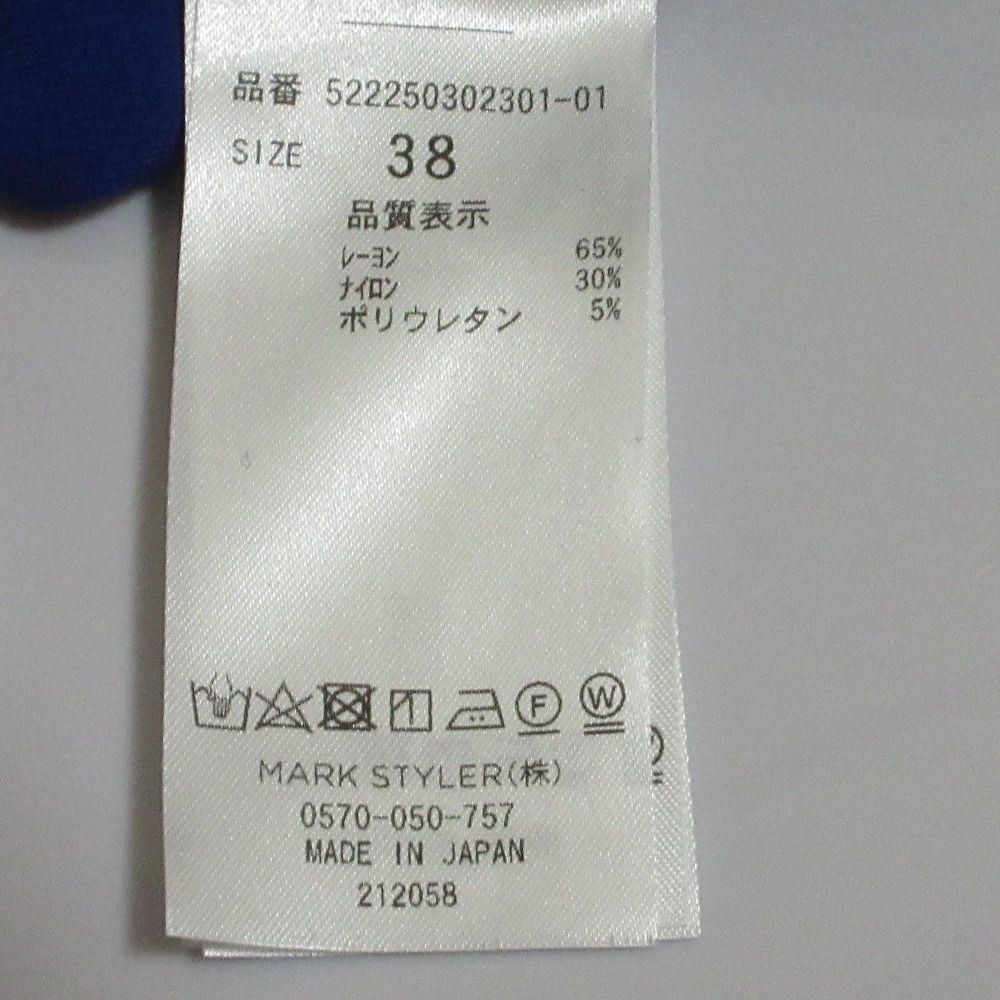 品番 522250302301-01
SIZE 38
品質表示
レーヨン 65%
ナイロン 30%
ポリウレタン 5%
F W
MARK STYLER(株)
0570-050-757
MADE IN JAPAN
212058